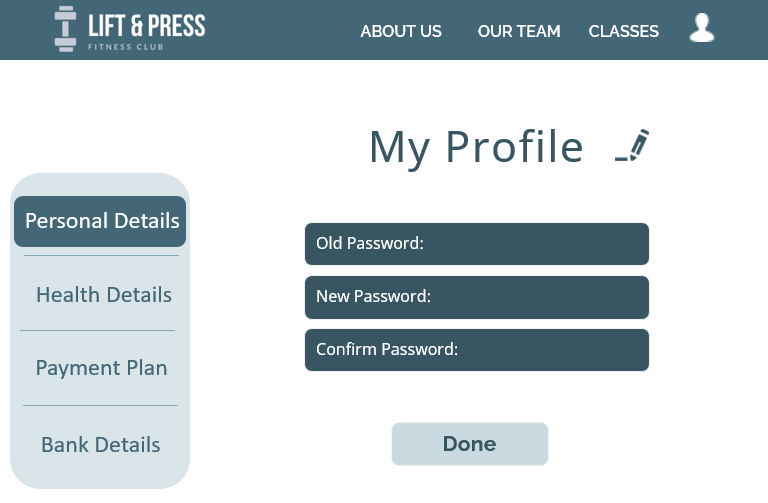 LIFT & PRESS
FITNESS CLUB
ABOUT US
OUR TEAM
CLASSES
My Profile
Personal Details
Health Details
Payment Plan
Bank Details
Old Password:
New Password:
Confirm Password:
Done